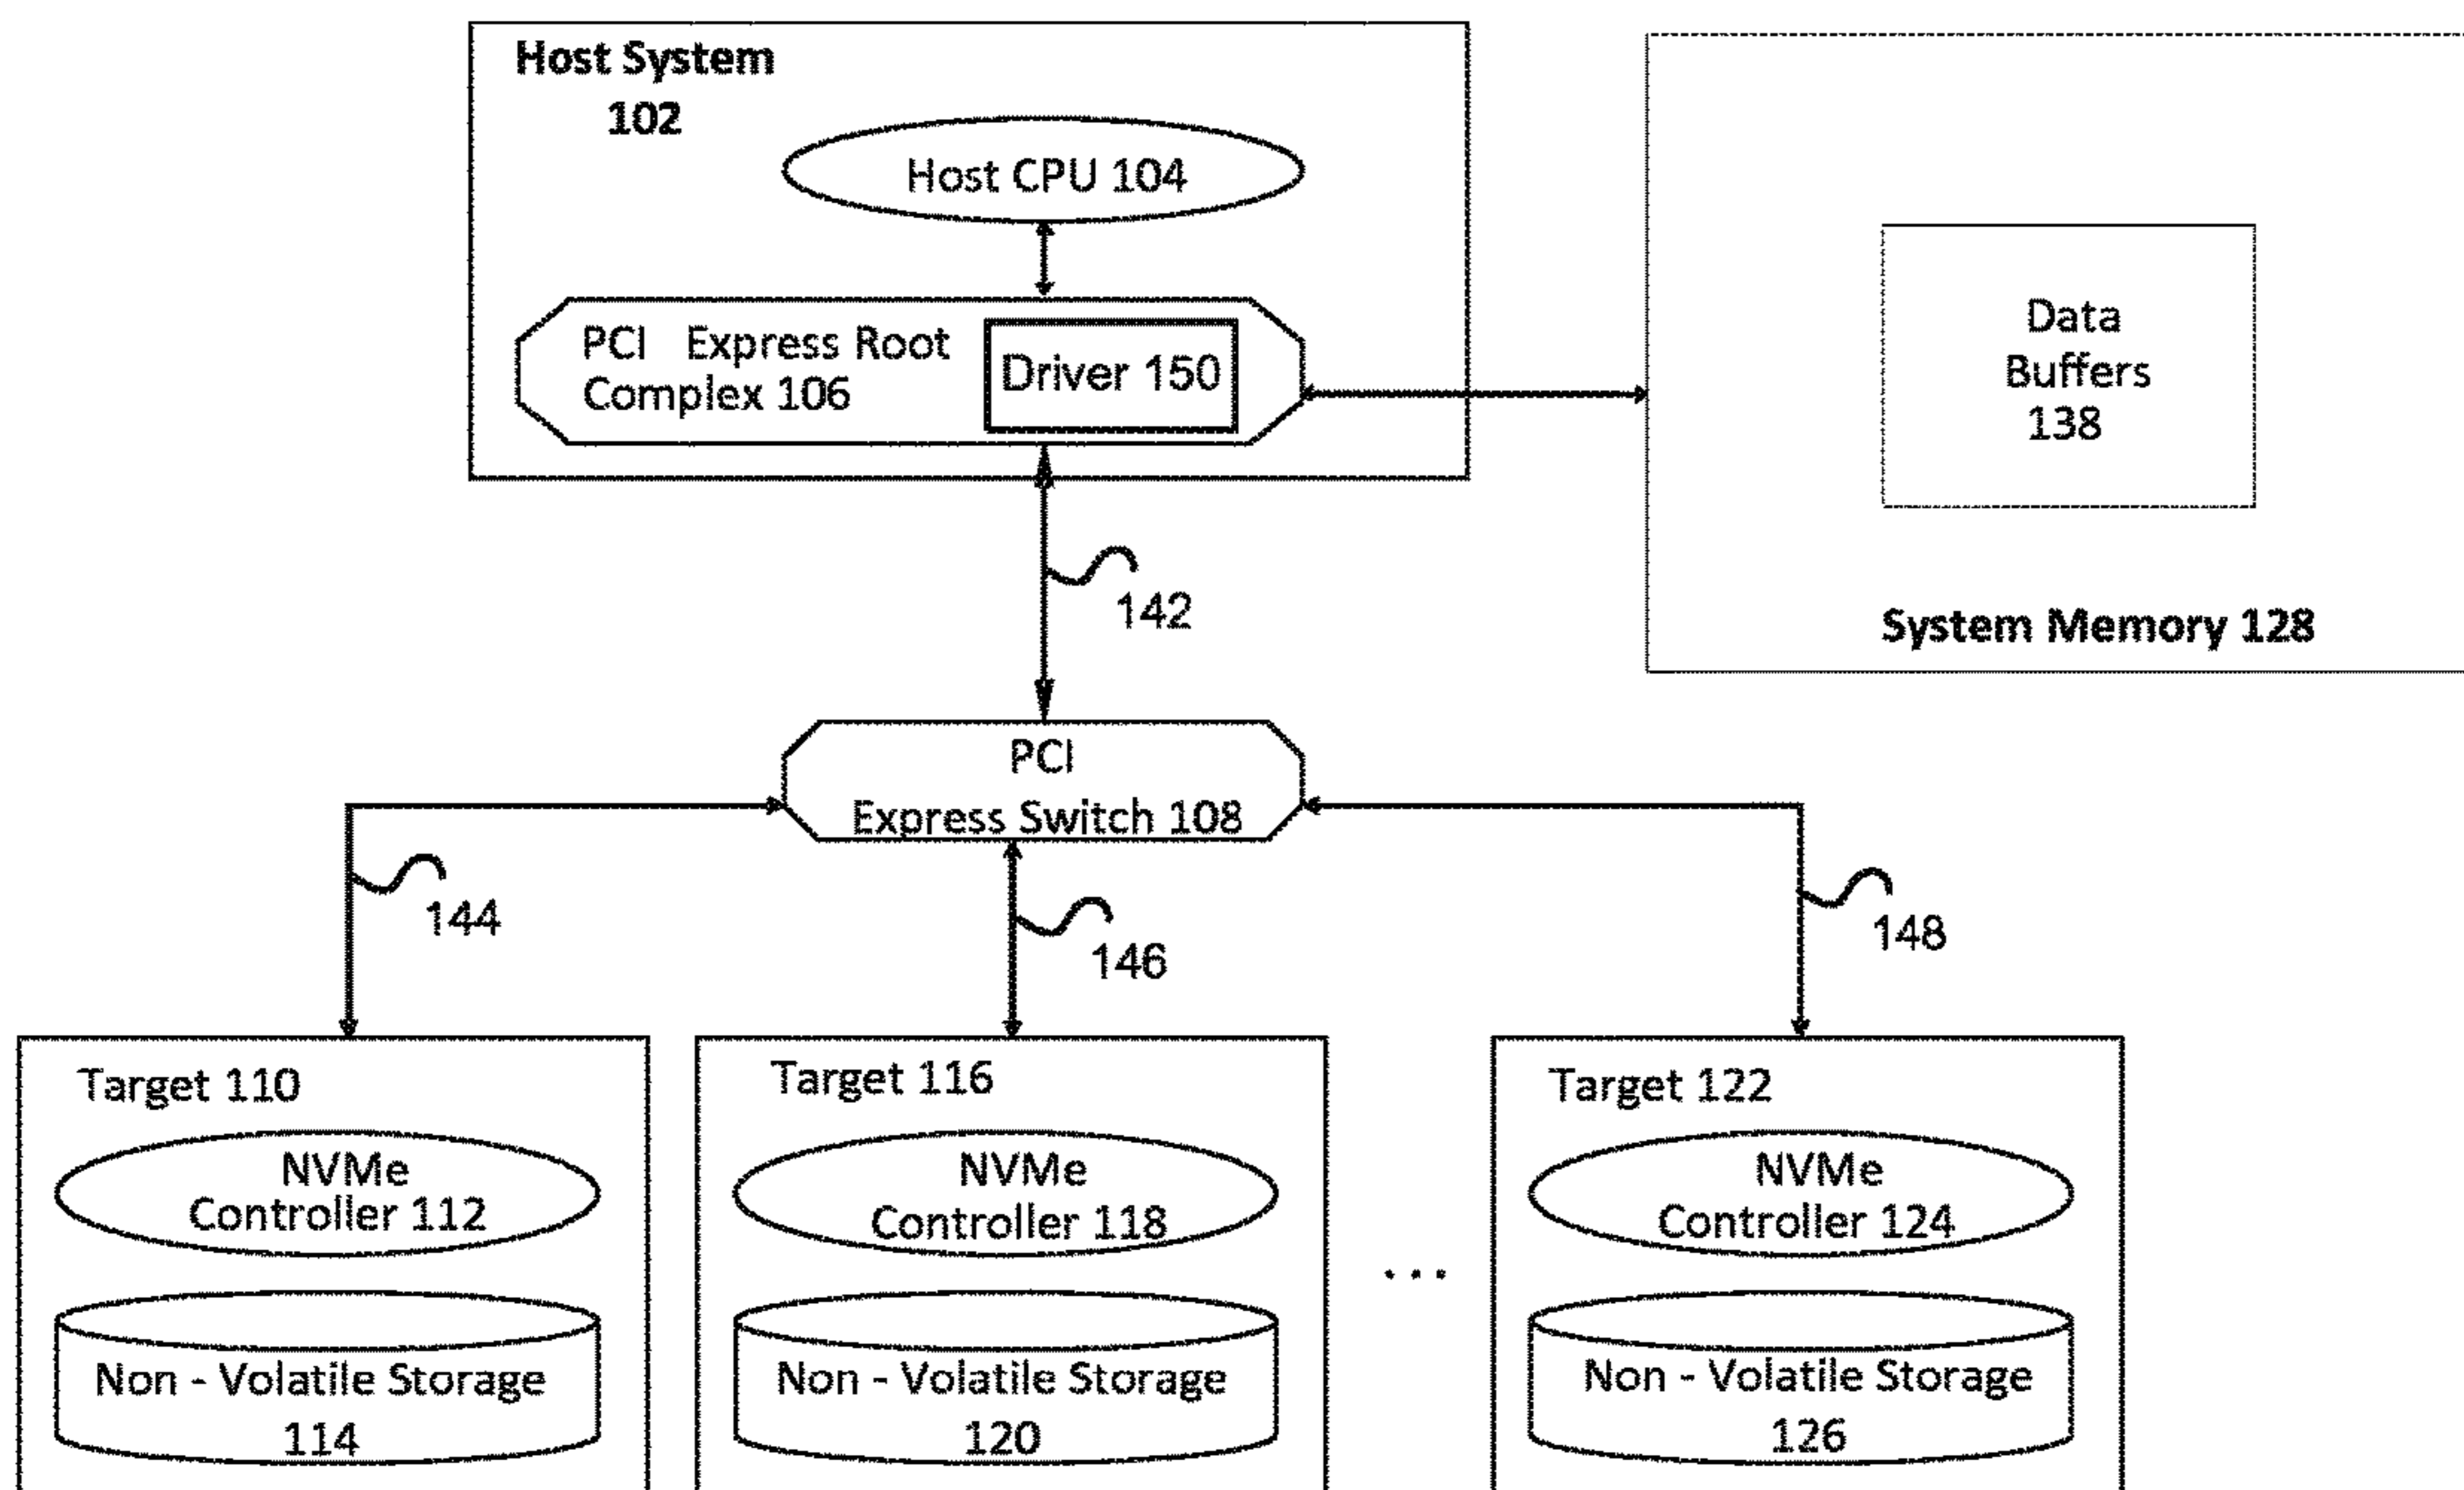 Host System
102
Host CPU 104
PCI Express Root
Complex 106
Driver 150
Data
Buffers
138
System Memory 128
142
PCI
Express Switch 108
144
146
148
Target 110
NVMe
Controller 112
Non - Volatile Storage
114
Target 116
NVMe
Controller 118
Non - Volatile Storage
120
...
Target 122
NVMe
Controller 124
Non - Volatile Storage
126